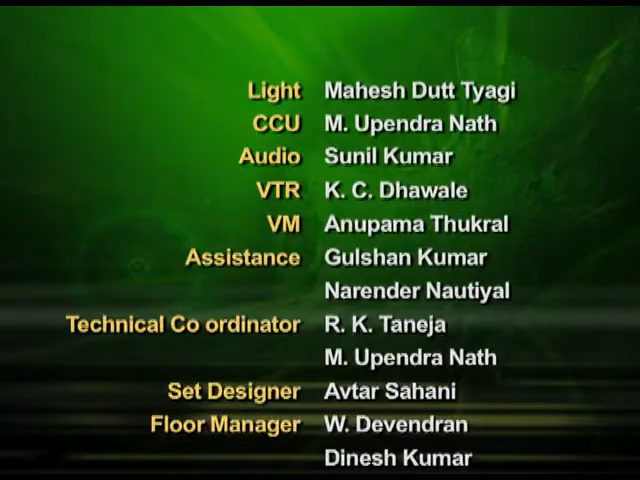 Light Mahesh Dutt Tyagi
CCU M. Upendra Nath
Audio Sunil Kumar
VTR K. C. Dhawale
VM Anupama Thukral
Assistance Gulshan Kumar
Narender Nautiyal
Technical Co ordinator R. K. Taneja
M. Upendra Nath
Set Designer Avtar Sahani
Floor Manager W. Devendran
Dinesh Kumar